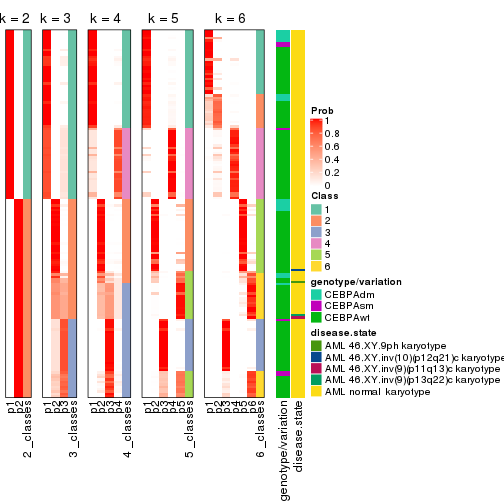 k = 2 k = 3 k = 4 k = 5 k = 6
Prob
1
0.8
0.6
0.4
0.2
0
Class
1
2
3
4
5
6
genotype/variation
CEBPAdm
CEBPAsm
CEBPAwt
disease.state
AML 46.XY.9ph karyotype
AML 46.XY.inv(10)(p12q21)c karyotype
AML 46.XY.inv(9)(p11q13)c karyotype
AML 46.XY.inv(9)(p13q22)c karyotype
AML normal karyotype
p1 p2 2_classes p1 p2 p3 3_classes p1 p2 p3 p4 4_classes p1 p2 p3 p4 p5 5_classes p1 p2 p3 p4 p5 p6 6_classes genotype/variation disease.state